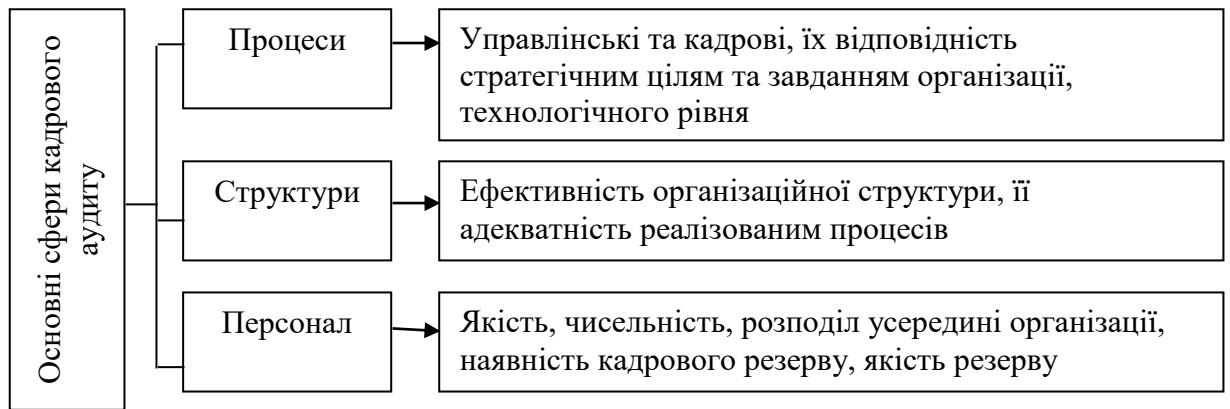 Основні сфери кадрового
аудиту
Процеси
Управлінські та кадрові, їх відповідність
стратегічним цілям та завданням організації,
технологічного рівня
Структури
Ефективність організаційної структури, її
адекватність реалізованим процесів
Персонал
Якість, чисельність, розподіл усередині організації,
наявність кадрового резерву, якість резерву